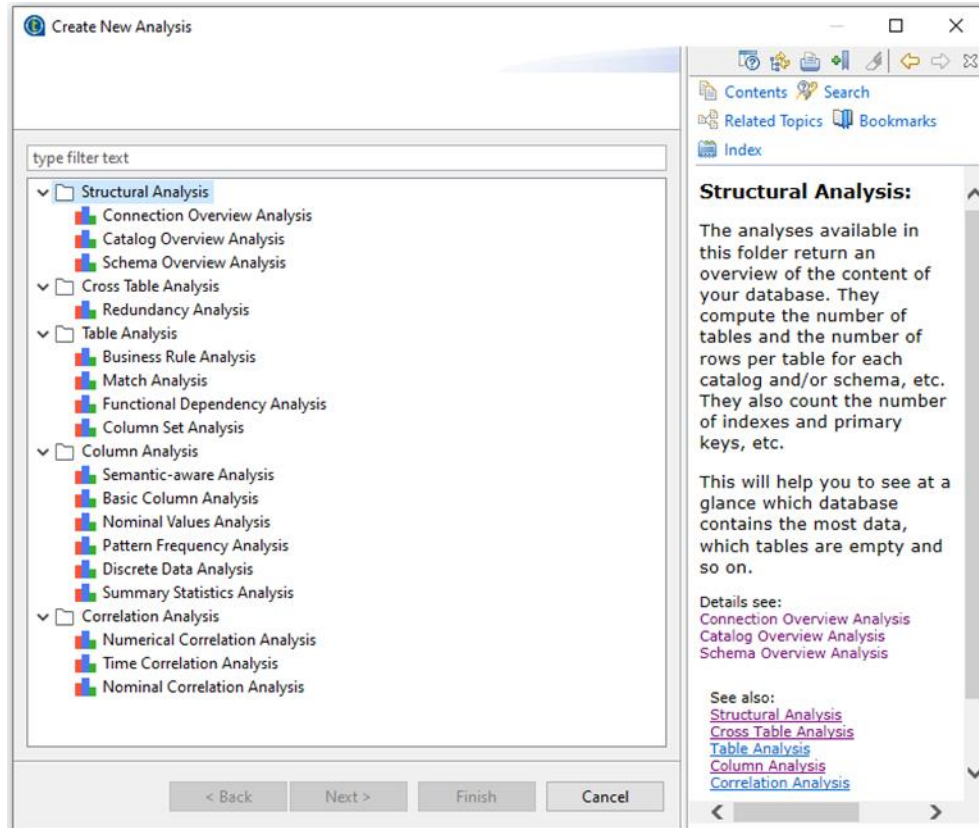 Create New Analysis
type filter text
Structural Analysis
Connection Overview Analysis
Catalog Overview Analysis
Schema Overview Analysis
Cross Table Analysis
Redundancy Analysis
Table Analysis
Business Rule Analysis
Match Analysis
Functional Dependency Analysis
Column Set Analysis
Column Analysis
Semantic-aware Analysis
Basic Column Analysis
Nominal Values Analysis
Pattern Frequency Analysis
Discrete Data Analysis
Summary Statistics Analysis
Correlation Analysis
Numerical Correlation Analysis
Time Correlation Analysis
Nominal Correlation Analysis
< Back Next > Finish Cancel
Contents Search
Related Topics Bookmarks
Index
Structural Analysis:
The analyses available in
this folder return an
overview of the content of
your database. They
compute the number of
tables and the number of
rows per table for each
catalog and/or schema, etc.
They also count the number
of indexes and primary
keys, etc.
This will help you to see at a
glance which database
contains the most data,
which tables are empty and
so on.
Details see:
Connection Overview Analysis
Catalog Overview Analysis
Schema Overview Analysis
See also:
Structural Analysis
Cross Table Analysis
Table Analysis
Column Analysis
Correlation Analysis